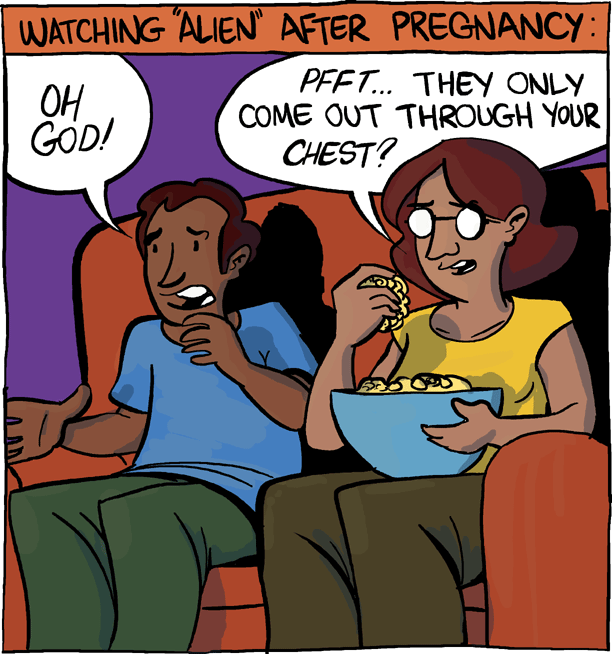 WATCHING "ALIEN" AFTER PREGNANCY:
OH
GOD!
PFFT... THEY ONLY
COME OUT THROUGH YOUR
CHEST?